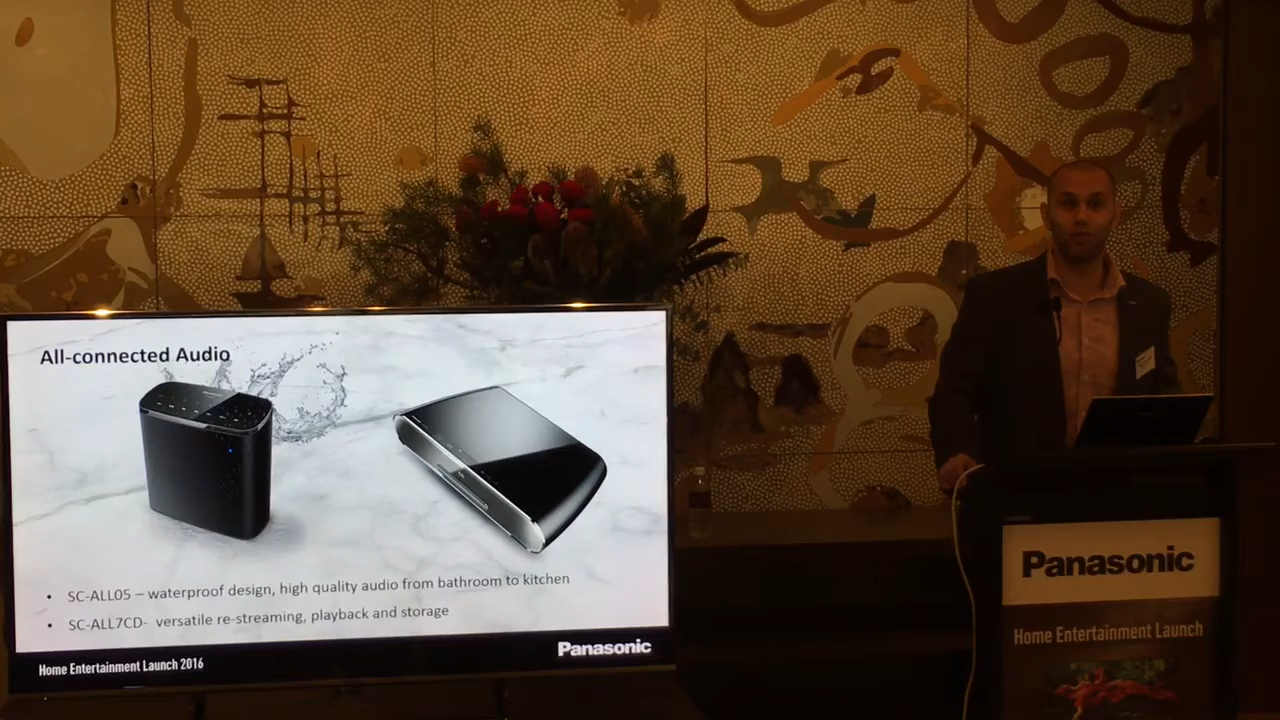 All-connected Audio
• SC-ALL05 – waterproof design, high quality audio from bathroom to kitchen
• SC-ALL7CD- versatile re-streaming, playback and storage
Home Entertainment Launch 2016
Panasonic
Panasonic
Home Entertainment Launch